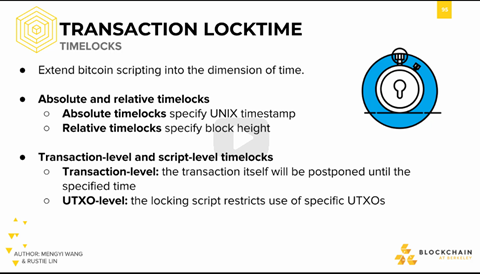 TRANSACTION LOCKTIME
TIMELOCKS
● Extend bitcoin scripting into the dimension of time.
● Absolute and relative timelocks
○ Absolute timelocks specify UNIX timestamp
○ Relative timelocks specify block height
● Transaction-level and script-level timelocks
○ Transaction-level: the transaction itself will be postponed until the
specified time
○ UTXO-level: the locking script restricts use of specific UTXOs
AUTHOR: MENGYI WANG
& RUSTIE LIN
BLOCKCHAIN
AT BERKELEY